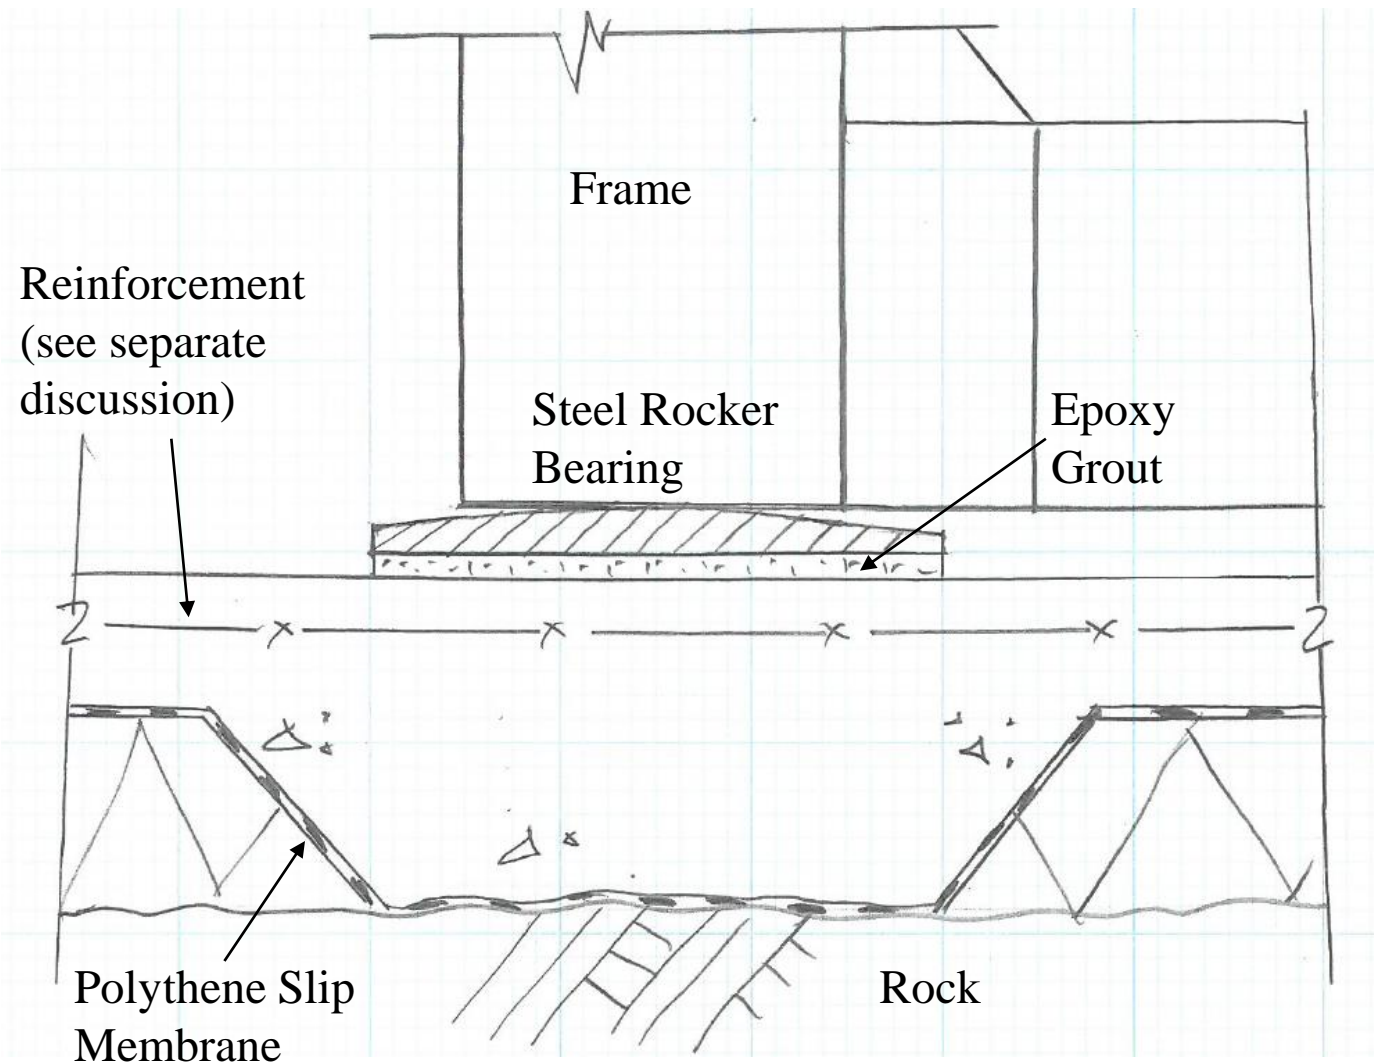 Frame
Reinforcement
(see separate
discussion)
Steel Rocker
Bearing
Epoxy
Grout
Polythene Slip
Membrane
Rock